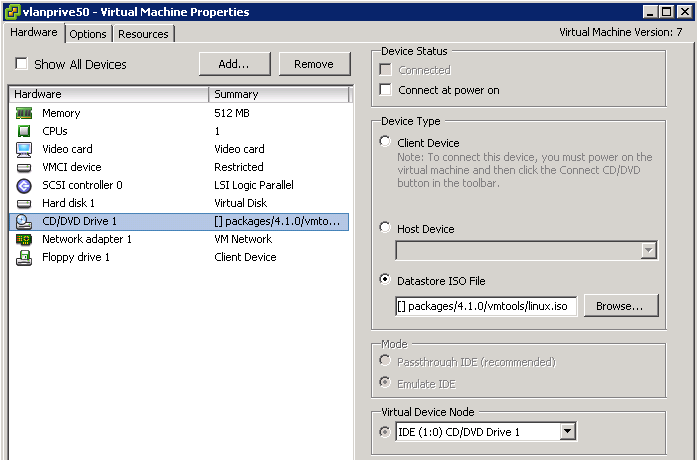 vlanprive50 - Virtual Machine Properties
Hardware Options Resources Virtual Machine Version: 7
Show All Devices Add... Remove
Hardware Summary
Memory 512 MB
CPUs 1
Video card Video card
VMCI device Restricted
SCSI controller 0 LSI Logic Parallel
Hard disk 1 Virtual Disk
CD/DVD Drive 1 [] packages/4.1.0/vmto...
Network adapter 1 VM Network
Floppy drive 1 Client Device
Device Status
Connected
Connect at power on
Device Type
Client Device
Note: To connect this device, you must power on the
virtual machine and then click the Connect CD/DVD
button in the toolbar.
Host Device
Datastore ISO File
[] packages/4.1.0/vmtools/linux.iso Browse...
Mode
Passthrough IDE (recommended)
Emulate IDE
Virtual Device Node
IDE (1:0) CD/DVD Drive 1